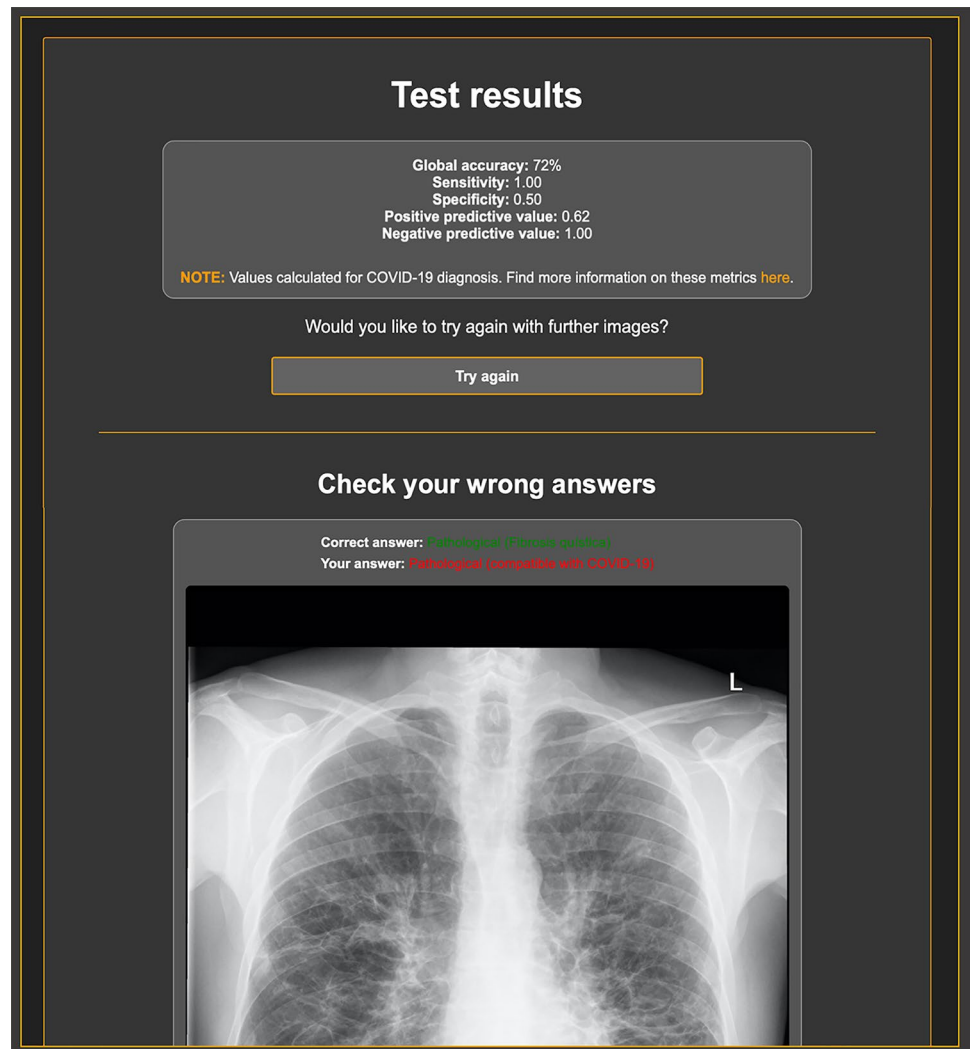 Test results
Global accuracy: 72%
Sensitivity: 1.00
Specificity: 0.50
Positive predictive value: 0.62
Negative predictive value: 1.00
NOTE: Values calculated for COVID-19 diagnosis. Find more information on these metrics here.
Would you like to try again with further images?
Try again
Check your wrong answers
Correct answer: Pathological
Your answer: Pathological (compatible with COVID-19)
L